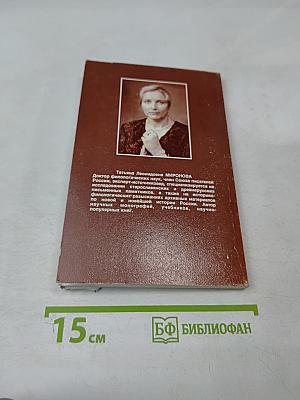 Татьяна Леонидовна МИРОНОВА
Доктор филологических наук, член Союза писателей
России, эксперт-источниковед, специализируется на
исследовании старославянских и древнерусских
письменных памятников, а также на историко-
филологических разысканиях архивных материалов
по новой и новейшей истории России. Автор
научных монографий, учебников, научно-
популярных книг.
15 см
БФ БИБЛИОФАН